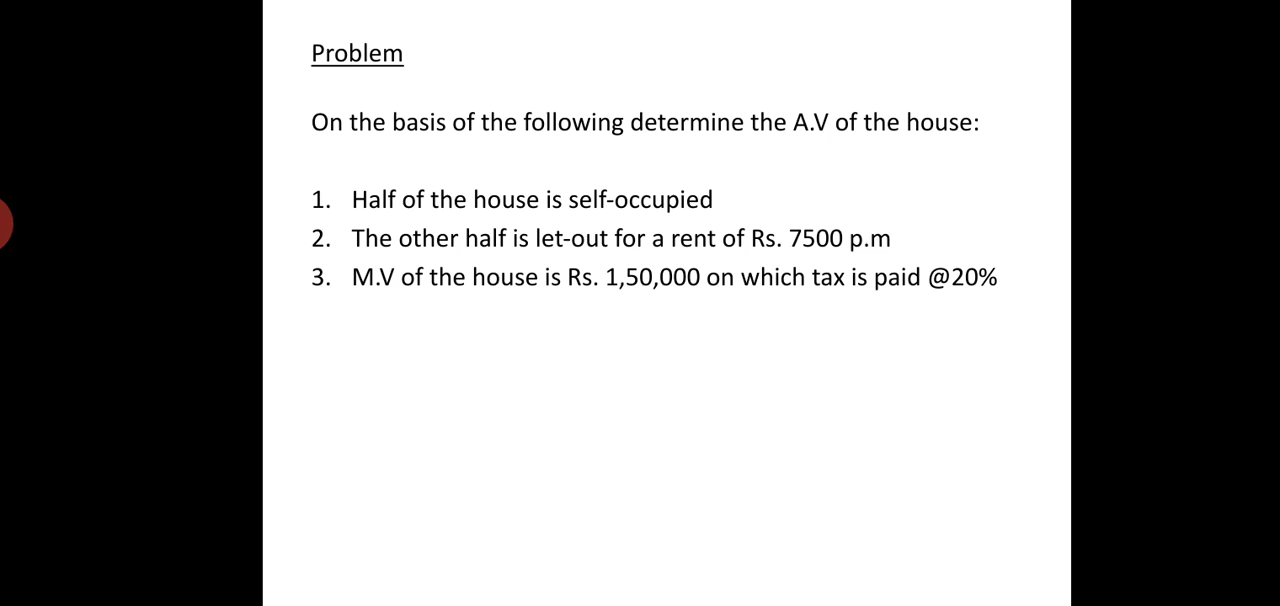 Problem
On the basis of the following determine the A.V of the house:
1. Half of the house is self-occupied
2. The other half is let-out for a rent of Rs. 7500 p.m
3. M.V of the house is Rs. 1,50,000 on which tax is paid @20%